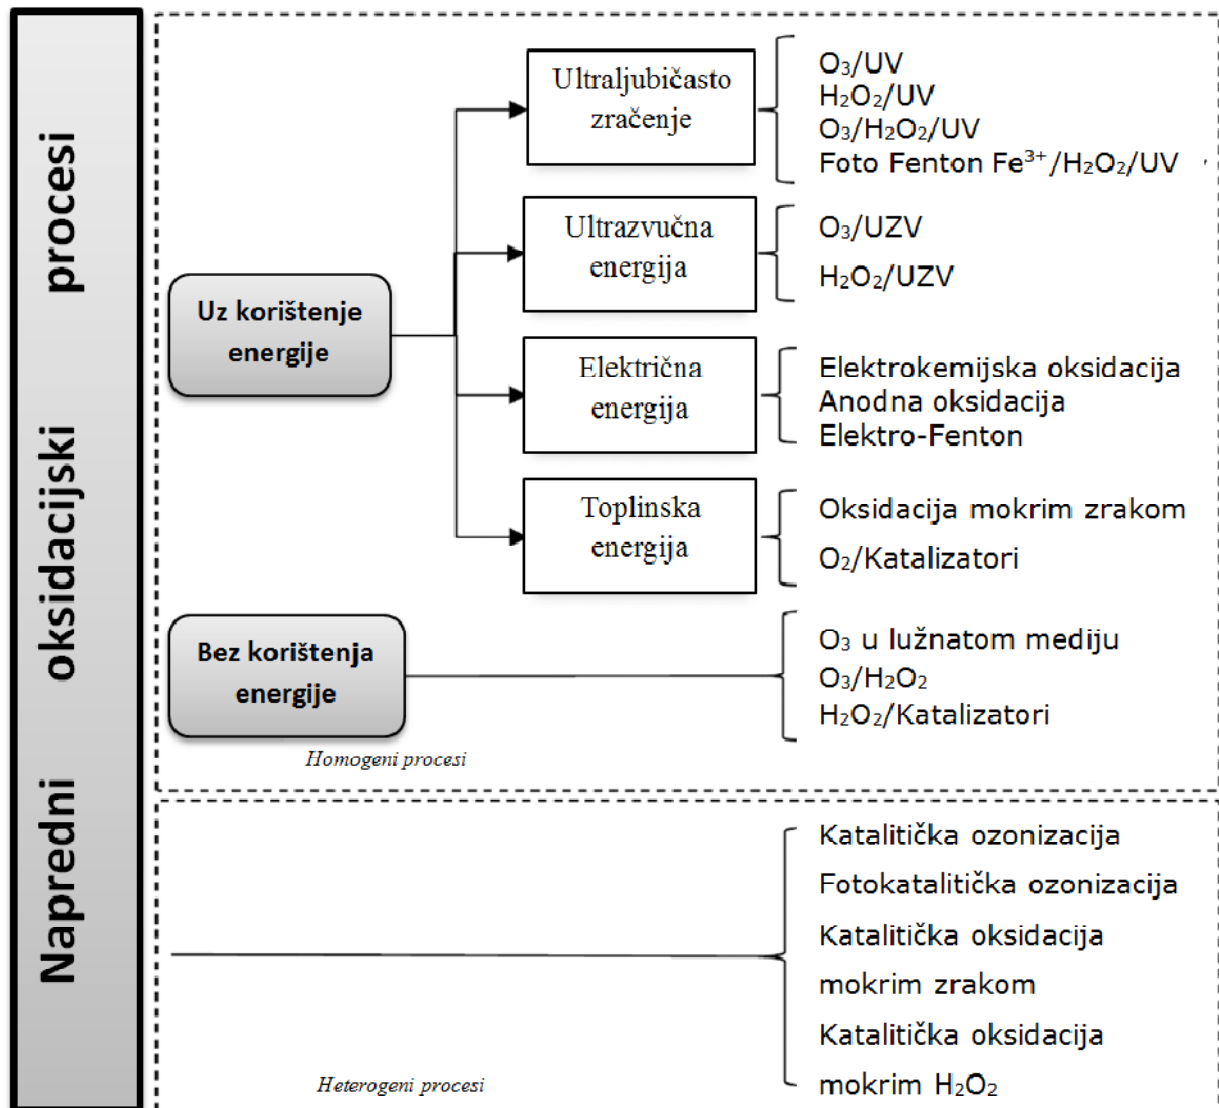 Napredni oksidacijski procesi
Uz korištenje
energije
Ultraljubičasto
zračenje
O₃/UV
H₂O₂/UV
O₃/H₂O₂/UV
Foto Fenton Fe³⁺/H₂O₂/UV
Ultrazvučna
energija
O₃/UZV
H₂O₂/UZV
Električna
energija
Elektrokemijska oksidacija
Anodna oksidacija
Elektro-Fenton
Toplinska
energija
Oksidacija mokrim zrakom
O₂/Katalizatori
Bez korištenja
energije
O₃ u lužnatom mediju
O₃/H₂O₂
H₂O₂/Katalizatori
Homogeni procesi
Katalitička ozonizacija
Fotokatalitička ozonizacija
Katalitička oksidacija
mokrim zrakom
Katalitička oksidacija
mokrim H₂O₂
Heterogeni procesi